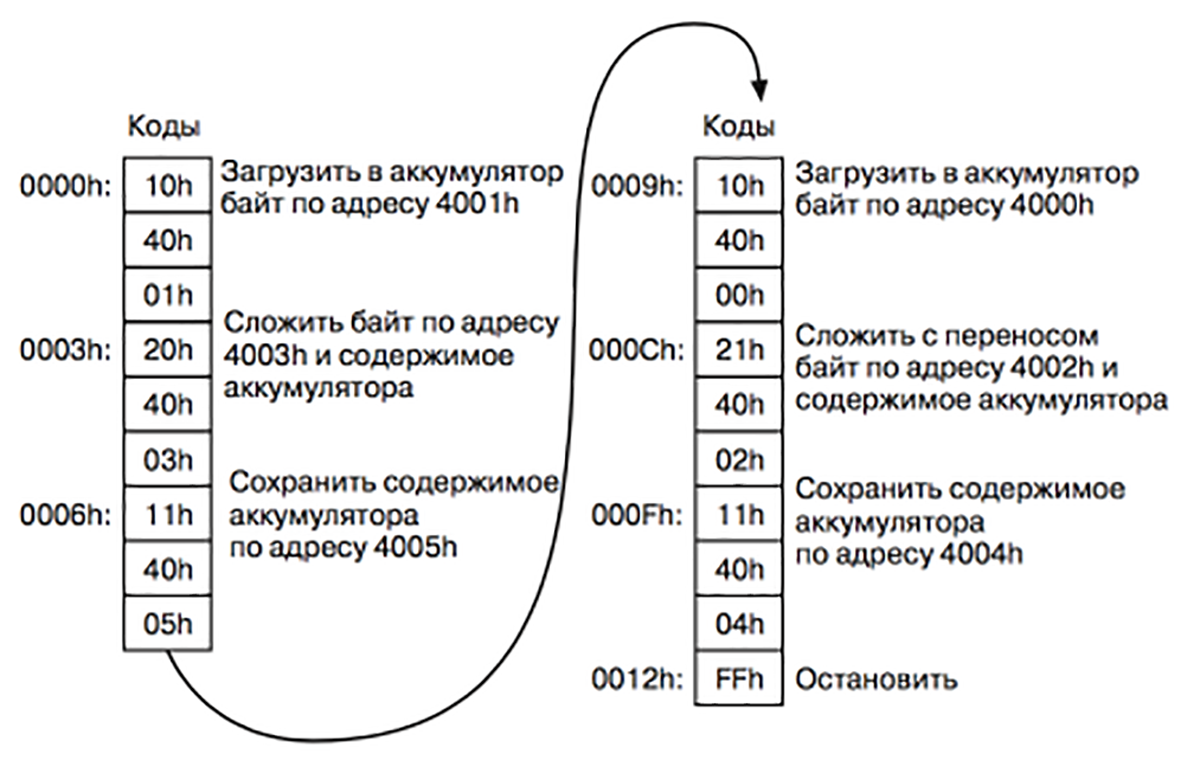 Коды
0000h: 10h Загрузить в аккумулятор
байт по адресу 4001h
40h
01h
Сложить байт по адресу
0003h: 20h 4003h и содержимое
аккумулятора
40h
03h
Сохранить содержимое
0006h: 11h аккумулятора
по адресу 4005h
40h
05h
Коды
0009h: 10h Загрузить в аккумулятор
байт по адресу 4000h
40h
00h
000Ch: 21h Сложить с переносом
байт по адресу 4002h и
40h содержимое аккумулятора
02h
Сохранить содержимое
000Fh: 11h аккумулятора
по адресу 4004h
40h
04h
0012h: FFh Остановить